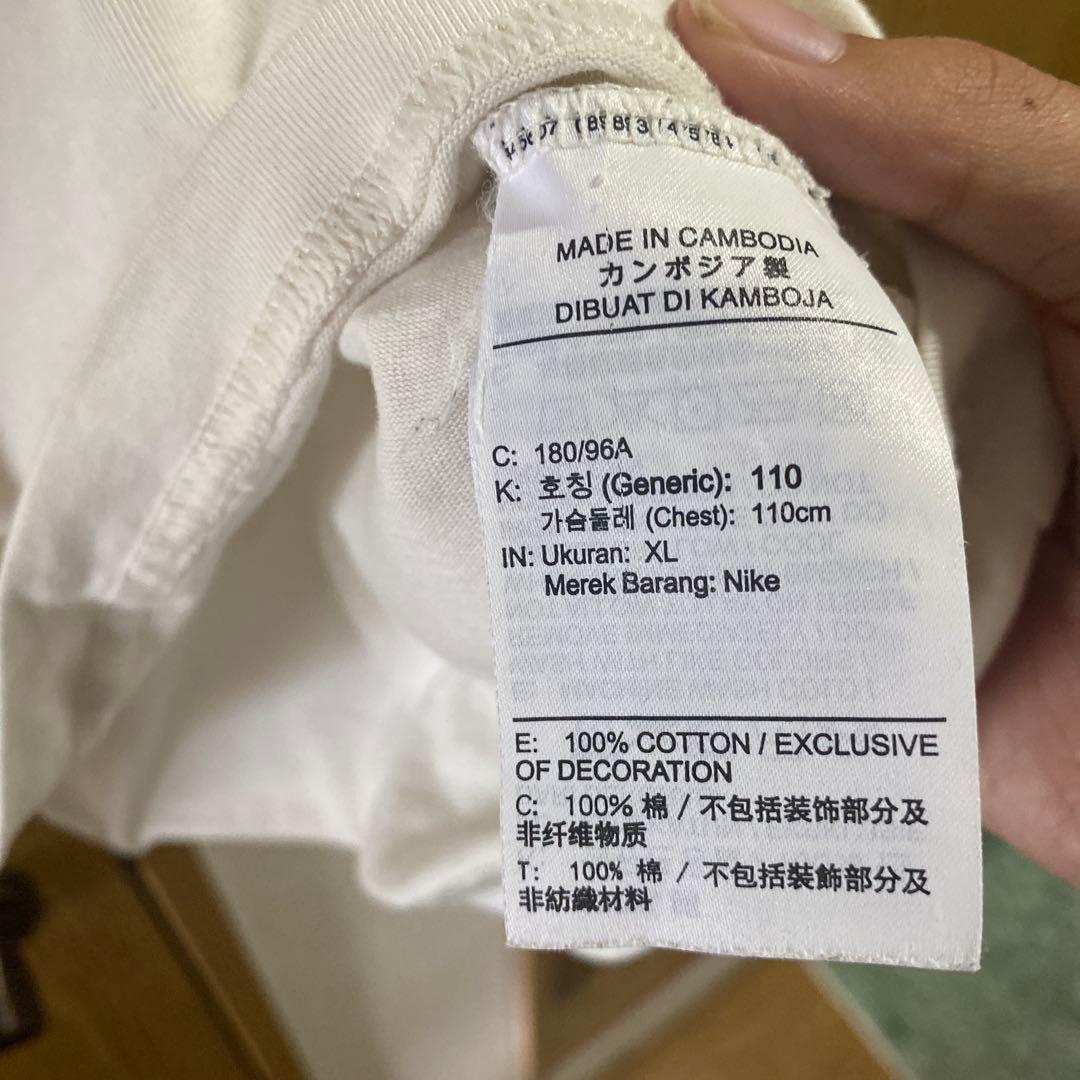 MADE IN CAMBODIA
カンボジア製
DIBUAT DI KAMBOJA
C: 180/96A
K: 호칭 (Generic): 110
가슴둘레 (Chest): 110cm
IN: Ukuran: XL
Merek Barang: Nike
E: 100% COTTON / EXCLUSIVE
OF DECORATION
C: 100% 棉 / 不包括装饰部分及
非纤维物质
T: 100% 棉 / 不包括裝飾部分及
非紡織材料